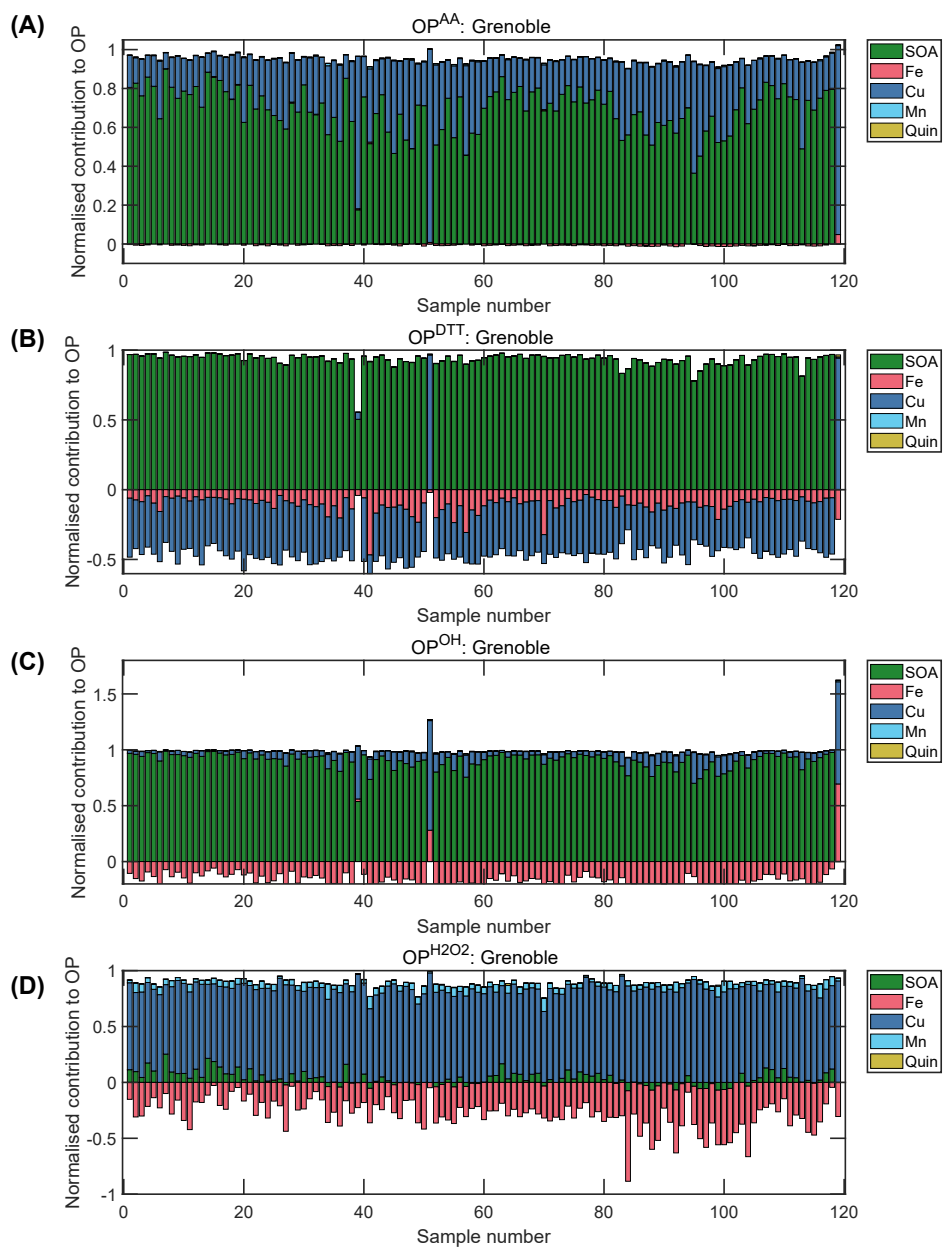 (A)
OP^AA: Grenoble
Normalised contribution to OP
1
0.8
0.6
0.4
0.2
0
0 20 40 60 80 100 120
Sample number
SOA
Fe
Cu
Mn
Quin
(B)
OP^DTT: Grenoble
Normalised contribution to OP
1
0.5
0
-0.5
0 20 40 60 80 100 120
Sample number
SOA
Fe
Cu
Mn
Quin
(C)
OP^OH: Grenoble
Normalised contribution to OP
1.5
1
0.5
0
0 20 40 60 80 100 120
Sample number
SOA
Fe
Cu
Mn
Quin
(D)
OP^H2O2: Grenoble
Normalised contribution to OP
1
0.5
0
-0.5
-1
0 20 40 60 80 100 120
Sample number
SOA
Fe
Cu
Mn
Quin